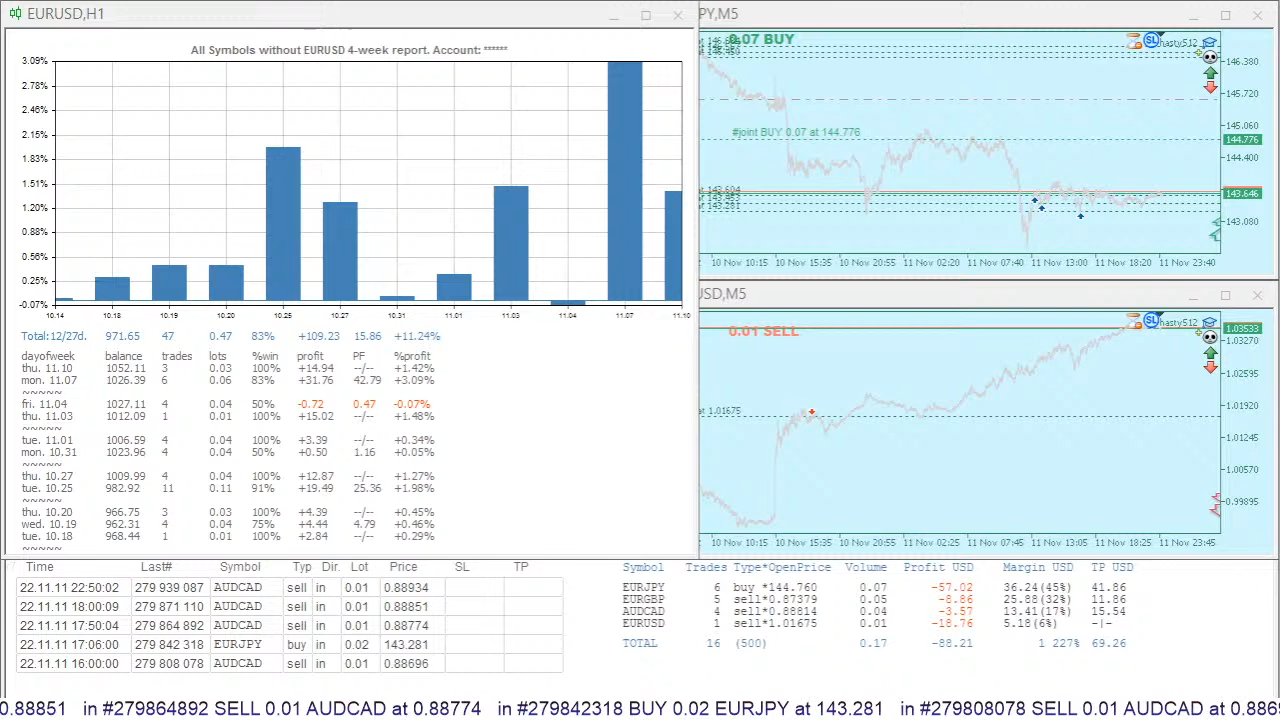 EURUSD,H1
PY,M5
All Symbols without EURUSD 4-week report. Account: ******
3.09%
2.78%
2.46%
2.15%
1.83%
1.51%
1.20%
0.88%
0.56%
0.25%
-0.07%
10.14 10.18 10.19 10.20 10.25 10.27 10.31 11.01 11.03 11.04 11.07 11.10
Total:12/27d 971.65 47 0.47 83% +109.23 15.86 +11.24%
dayofweek balance trades lots %win profit PF %profit
thu. 11.10 1052.11 3 0.03 100% +14.94 --/-- +1.42%
mon. 11.07 1026.39 6 0.06 83% +31.76 42.79 +3.09%
~~~~~
fri. 11.04 1027.11 4 0.04 50% -0.72 0.47 -0.07%
thu. 11.03 1012.09 1 0.01 100% +15.02 --/-- +1.48%
~~~~~
tue. 11.01 1006.59 4 0.04 100% +3.39 --/-- +0.34%
mon. 10.31 1023.96 4 0.04 50% +0.50 1.16 +0.05%
~~~~~
thu. 10.27 1009.99 4 0.04 100% +12.87 --/-- +1.27%
tue. 10.25 982.92 11 0.11 91% +19.49 25.36 +1.98%
~~~~~
thu. 10.20 966.75 3 0.03 100% +4.39 --/-- +0.45%
wed. 10.19 962.31 4 0.04 75% +4.44 4.79 +0.46%
tue. 10.18 968.44 1 0.01 100% +2.84 --/-- +0.29%
~~~~~
0.07 BUY
SL nasty512
146.380
145.720
145.060
#joint BUY 0.07 at 144.776
144.776
144.400
143.646
143.281
143.080
10 Nov 10:15 10 Nov 15:35 10 Nov 20:55 11 Nov 02:20 11 Nov 07:40 11 Nov 13:00 11 Nov 18:20 11 Nov 23:40
USD,M5
0.01 SELL
SL nasty512
1.03533
1.03270
1.02595
1.01920
at 1.01675
1.01245
1.00570
0.99895
10 Nov 10:10 10 Nov 15:35 10 Nov 21:00 11 Nov 02:25 11 Nov 07:50 11 Nov 13:00 11 Nov 18:25 11 Nov 23:45
Time Last# Symbol Typ Dir. Lot Price SL TP
22.11.11 22:50:02 279 939 087 AUDCAD sell in 0.01 0.88934
22.11.11 18:00:09 279 871 110 AUDCAD sell in 0.01 0.88851
22.11.11 17:50:04 279 864 892 AUDCAD sell in 0.01 0.88774
22.11.11 17:06:00 279 842 318 EURJPY buy in 0.02 143.281
22.11.11 16:00:00 279 808 078 AUDCAD sell in 0.01 0.88696
Symbol Trades Type*OpenPrice Volume Profit USD Margin USD TP USD
EURJPY 6 buy *144.760 0.07 -57.02 36.24(45%) 41.86
EURGBP 5 sell*0.87379 0.05 -8.86 25.88(32%) 11.86
AUDCAD 4 sell*0.88814 0.04 -3.57 13.41(17%) 15.54
EURUSD 1 sell*1.01675 0.01 -18.76 5.18(6%) -|-
TOTAL 16 (500) 0.17 -88.21 1 227% 69.26
0.88851 in #279864892 SELL 0.01 AUDCAD at 0.88774 in #279842318 BUY 0.02 EURJPY at 143.281 in #279808078 SELL 0.01 AUDCAD at 0.886